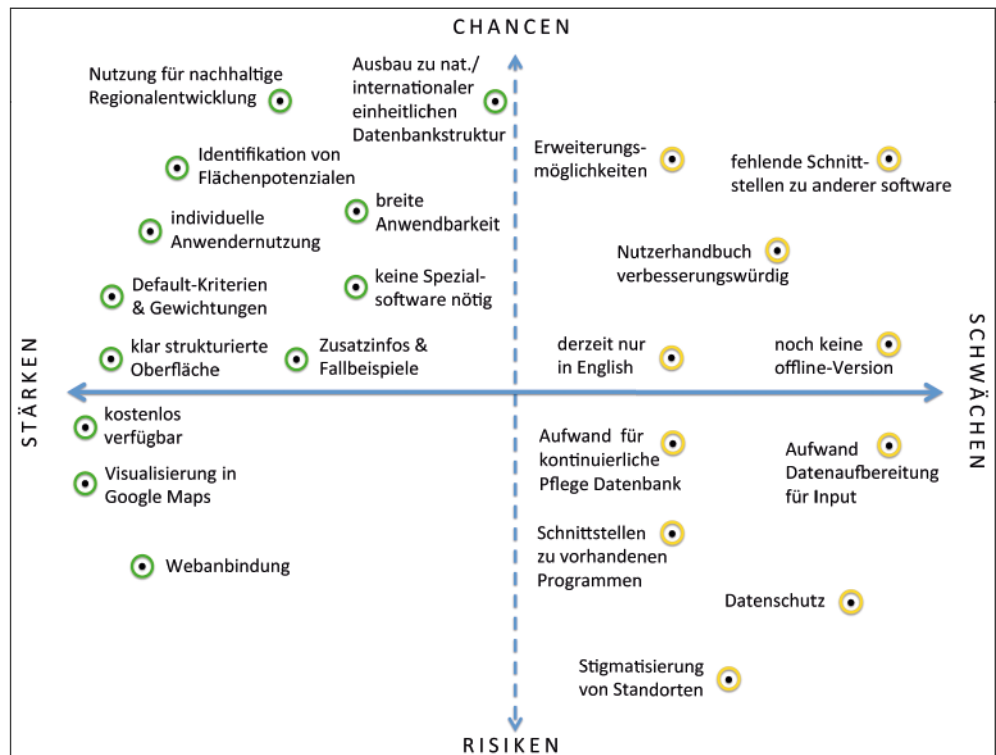 CHANCEN
Nutzung für nachhaltige
Regionalentwicklung
Ausbau zu nat./
internationaler
einheitlichen
Datenbankstruktur
Identifikation von
Flächenpotenzialen
breite
Anwendbarkeit
individuelle
Anwendernutzung
Default-Kriterien
& Gewichtungen
keine Spezial-
software nötig
klar strukturierte
Oberfläche
Zusatzinfos &
Fallbeispiele
Erweiterungs-
möglichkeiten
fehlende Schnitt-
stellen zu anderer software
Nutzerhandbuch
verbesserungswürdig
derzeit nur
in English
noch keine
offline-Version
STÄRKEN
SCHWÄCHEN
kostenlos
verfügbar
Visualisierung in
Google Maps
Webanbindung
Aufwand für
kontinuierliche
Pflege Datenbank
Aufwand
Datenaufbereitung
für Input
Schnittstellen
zu vorhandenen
Programmen
Datenschutz
Stigmatisierung
von Standorten
RISIKEN